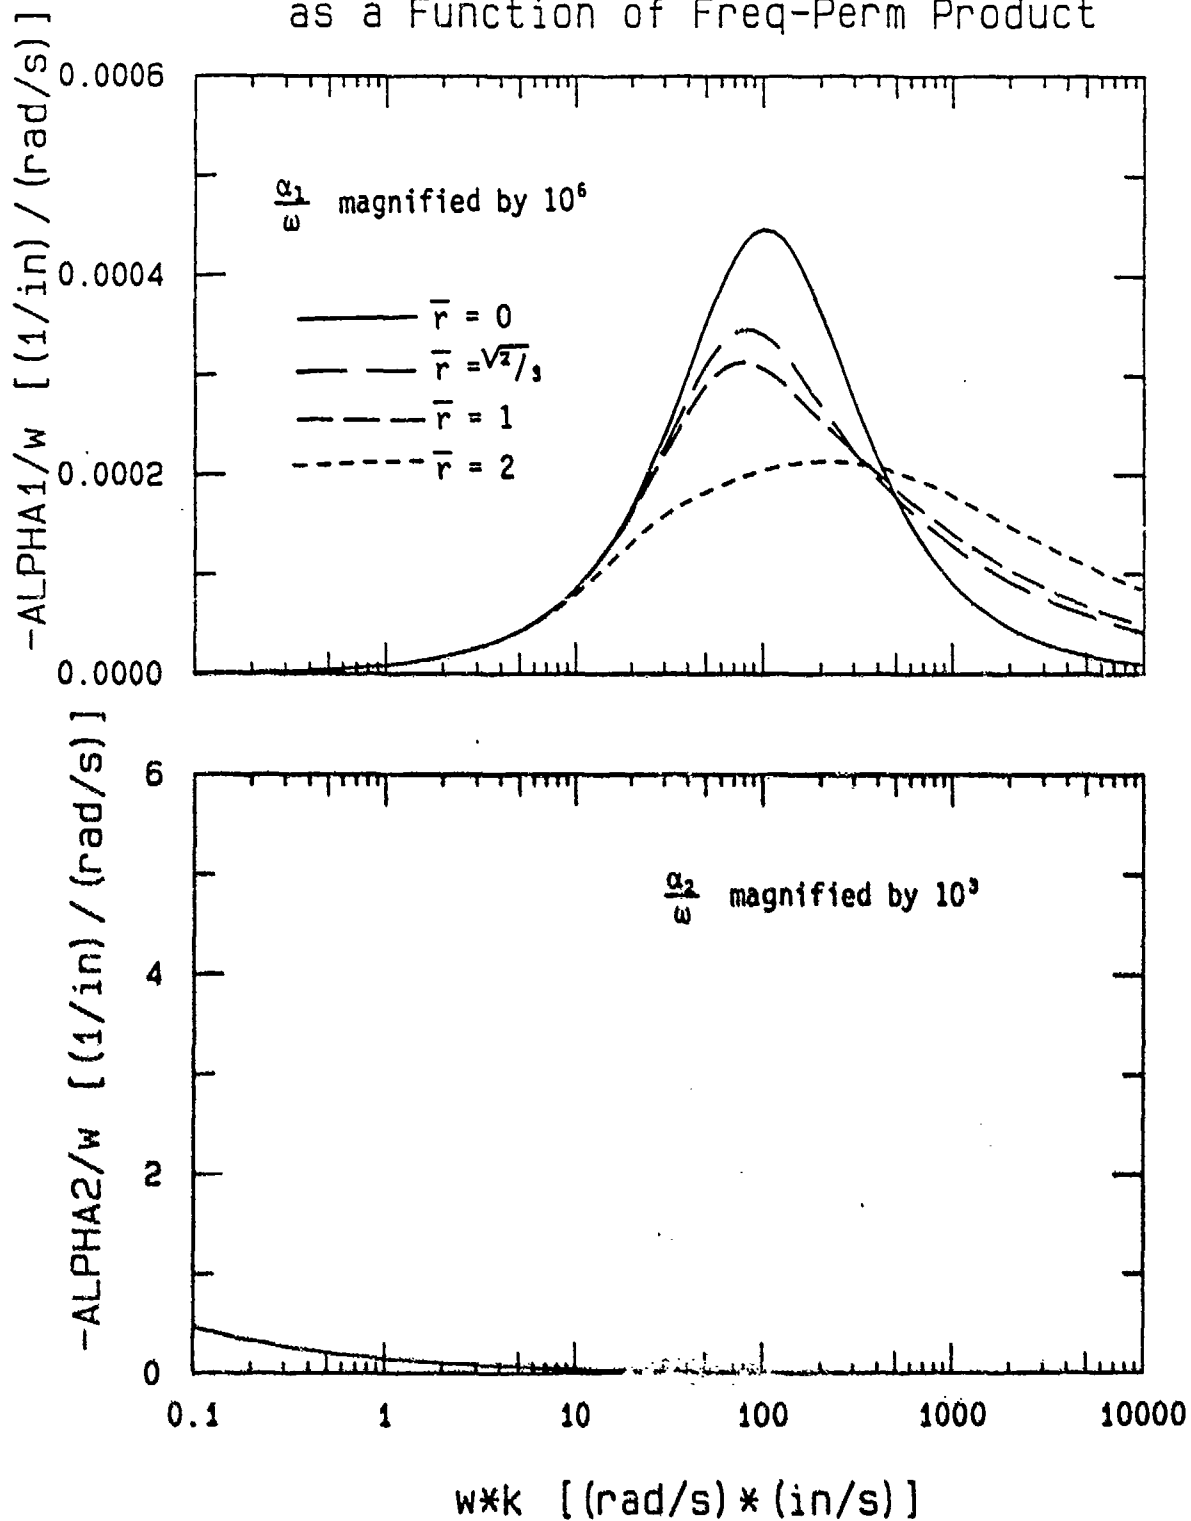 as a Function of Freq-Perm Product
-ALPHA1/w [(1/in)/(rad/s)]
0.0006
0.0004
0.0002
0.0000
α₁/ω magnified by 10⁶
r̅ = 0
r̅ = √2/3
r̅ = 1
r̅ = 2
-ALPHA2/w [(1/in)/(rad/s)]
6
4
2
0
α₂/ω magnified by 10³
0.1 1 10 100 1000 10000
w*k [(rad/s)*(in/s)]